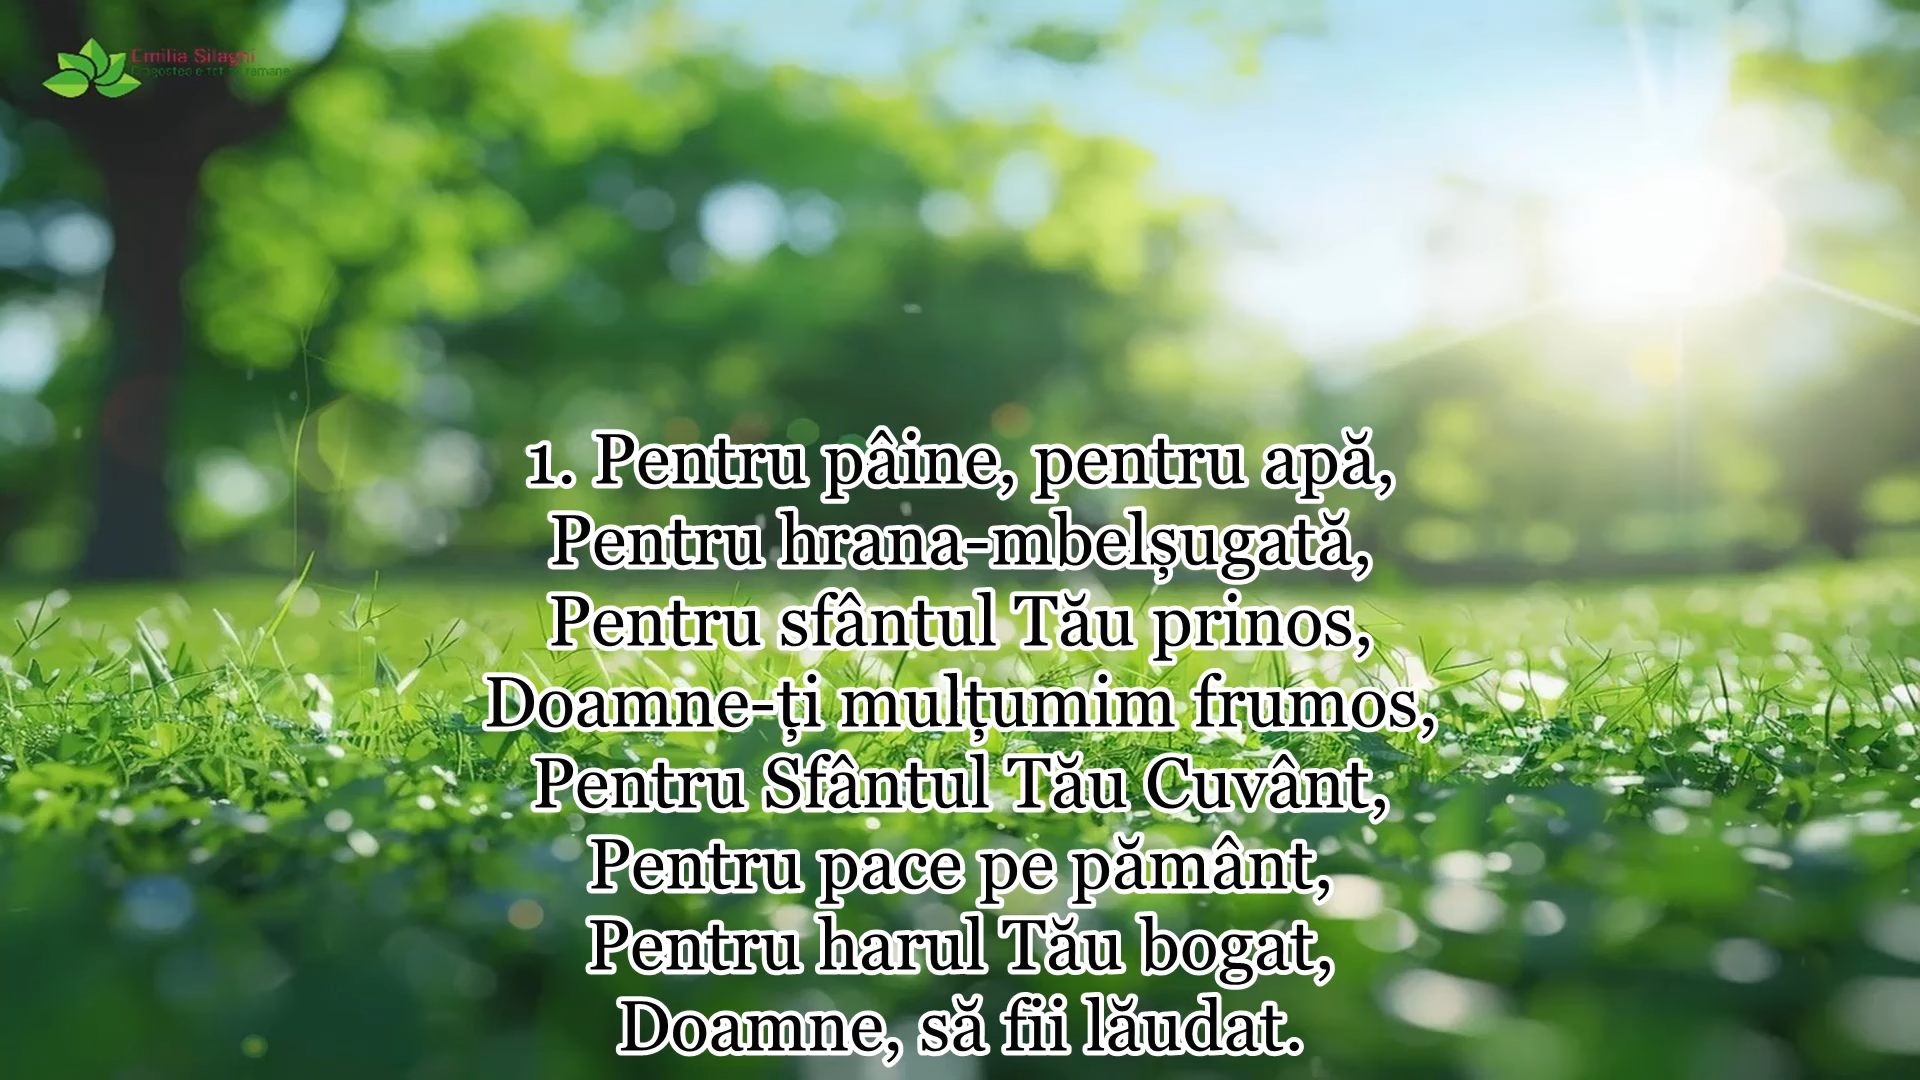 Emilia Silaghi
1. Pentru pâine, pentru apă,
Pentru hrana-mbelșugată,
Pentru sfântul Tău prinos,
Doamne-ți mulțumim frumos,
Pentru Sfântul Tău Cuvânt,
Pentru pace pe pământ,
Pentru harul Tău bogat,
Doamne, să fii lăudat.